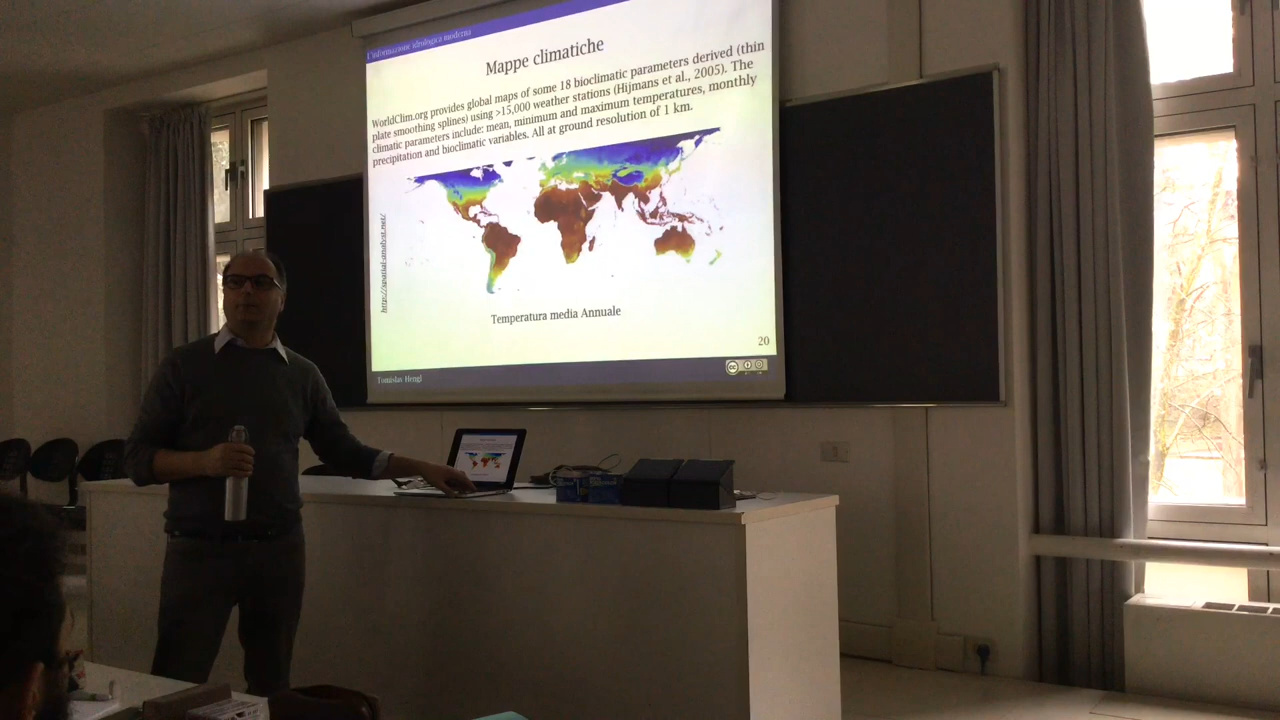 L'informazione idrologica moderna
Mappe climatiche
WorldClim.org provides global maps of some 18 bioclimatic parameters derived (thin
plate smoothing splines) using >15,000 weather stations (Hijmans et al., 2005). The
climatic parameters include: mean, minimum and maximum temperatures, monthly
precipitation and bioclimatic variables. All at ground resolution of 1 km.
http://spatial-analyst.net/
Temperatura media Annuale
20
Tomislav Hengl
cc